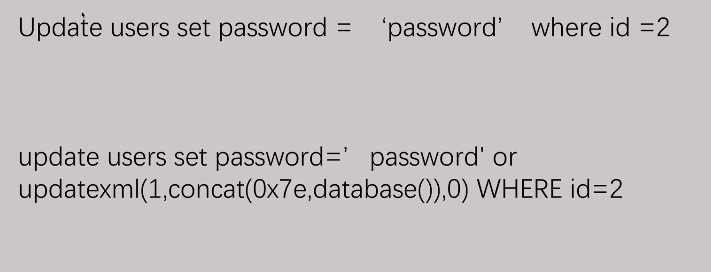 Update users set password = ‘password’ where id =2
update users set password=’ password' or
updatexml(1,concat(0x7e,database()),0) WHERE id=2